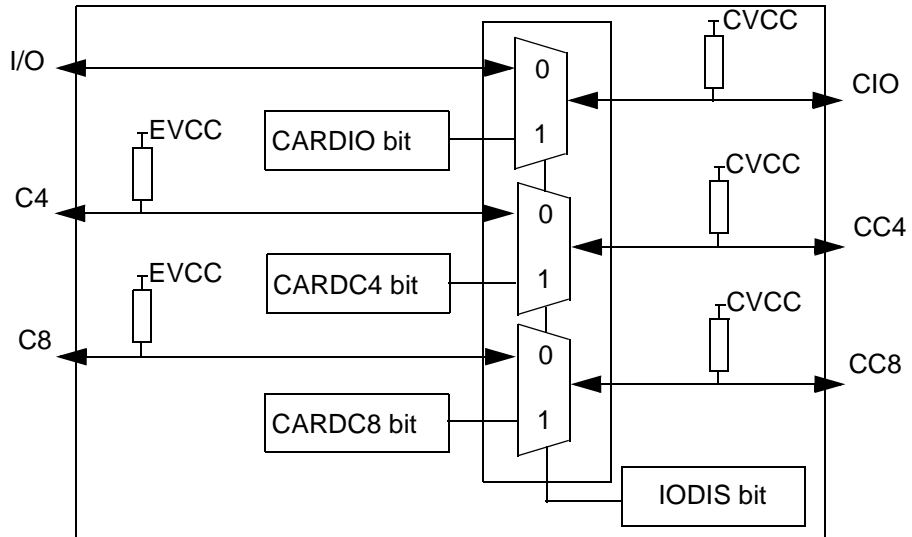 CVCC
I/O
0
CIO
EVCC
CARDIO bit
1
CVCC
C4
0
CC4
EVCC
CARDC4 bit
1
CVCC
C8
0
CC8
CARDC8 bit
1
IODIS bit